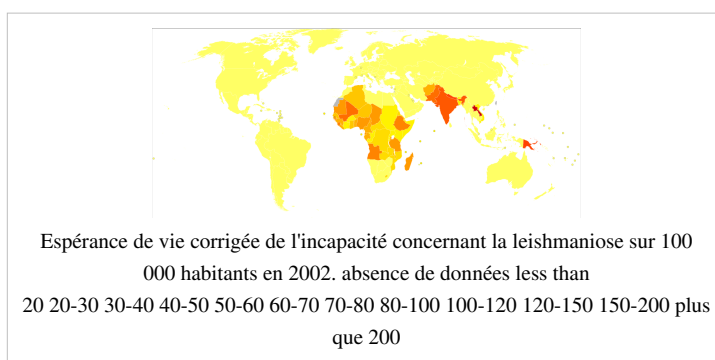 Espérance de vie corrigée de l'incapacité concernant la leishmaniose sur 100
000 habitants en 2002. absence de données less than
20 20-30 30-40 40-50 50-60 60-70 70-80 80-100 100-120 120-150 150-200 plus
que 200